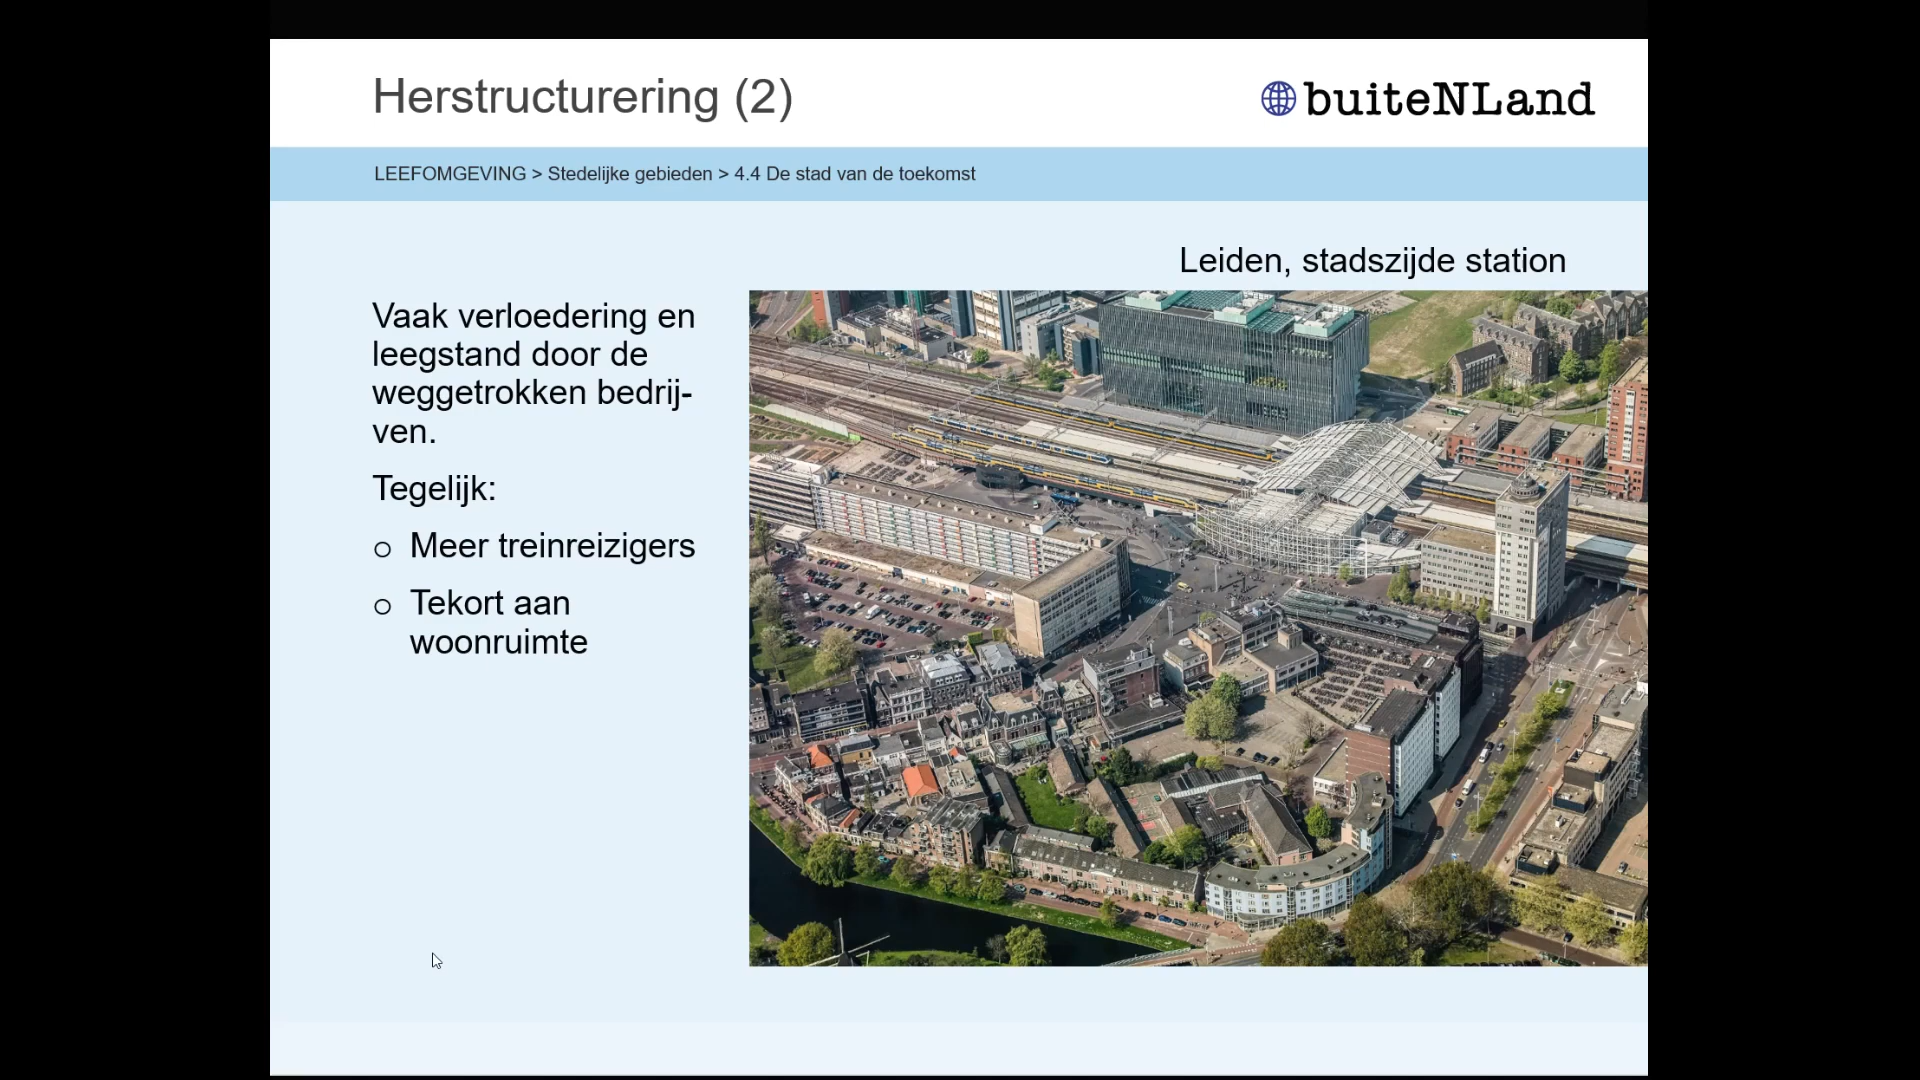 Herstructurering (2)
buiteNLand
LEEFOMGEVING > Stedelijke gebieden > 4.4 De stad van de toekomst
Leiden, stadszijde station
Vaak verloedering en
leegstand door de
weggetrokken bedrij-
ven.
Tegelijk:
o Meer treinreizigers
o Tekort aan
woonruimte